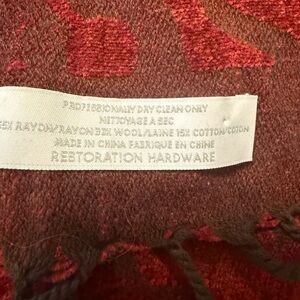 PROFESSIONALLY DRY CLEAN ONLY
NETTOYAGE A SEC
RAYON/RAYON WOOL/LAINE 15% COTTON/COTON
MADE IN CHINA FABRIQUE EN CHINE
RESTORATION HARDWARE